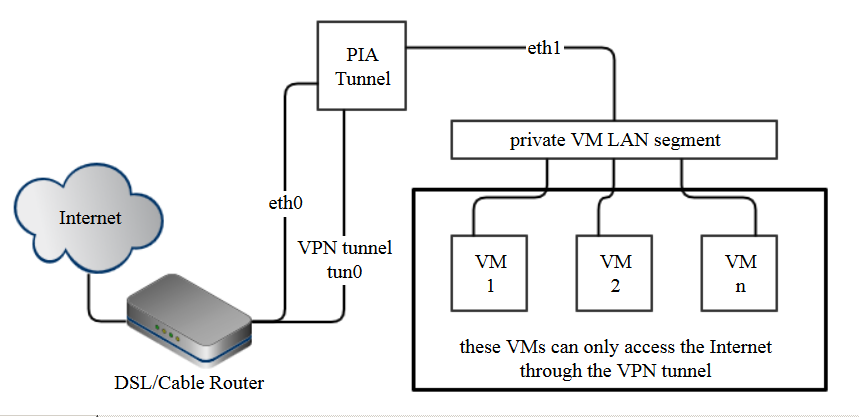 PIA
Tunnel
eth1
private VM LAN segment
eth0
Internet
VPN tunnel
tun0
VM
1
VM
2
VM
n
these VMs can only access the Internet
through the VPN tunnel
DSL/Cable Router